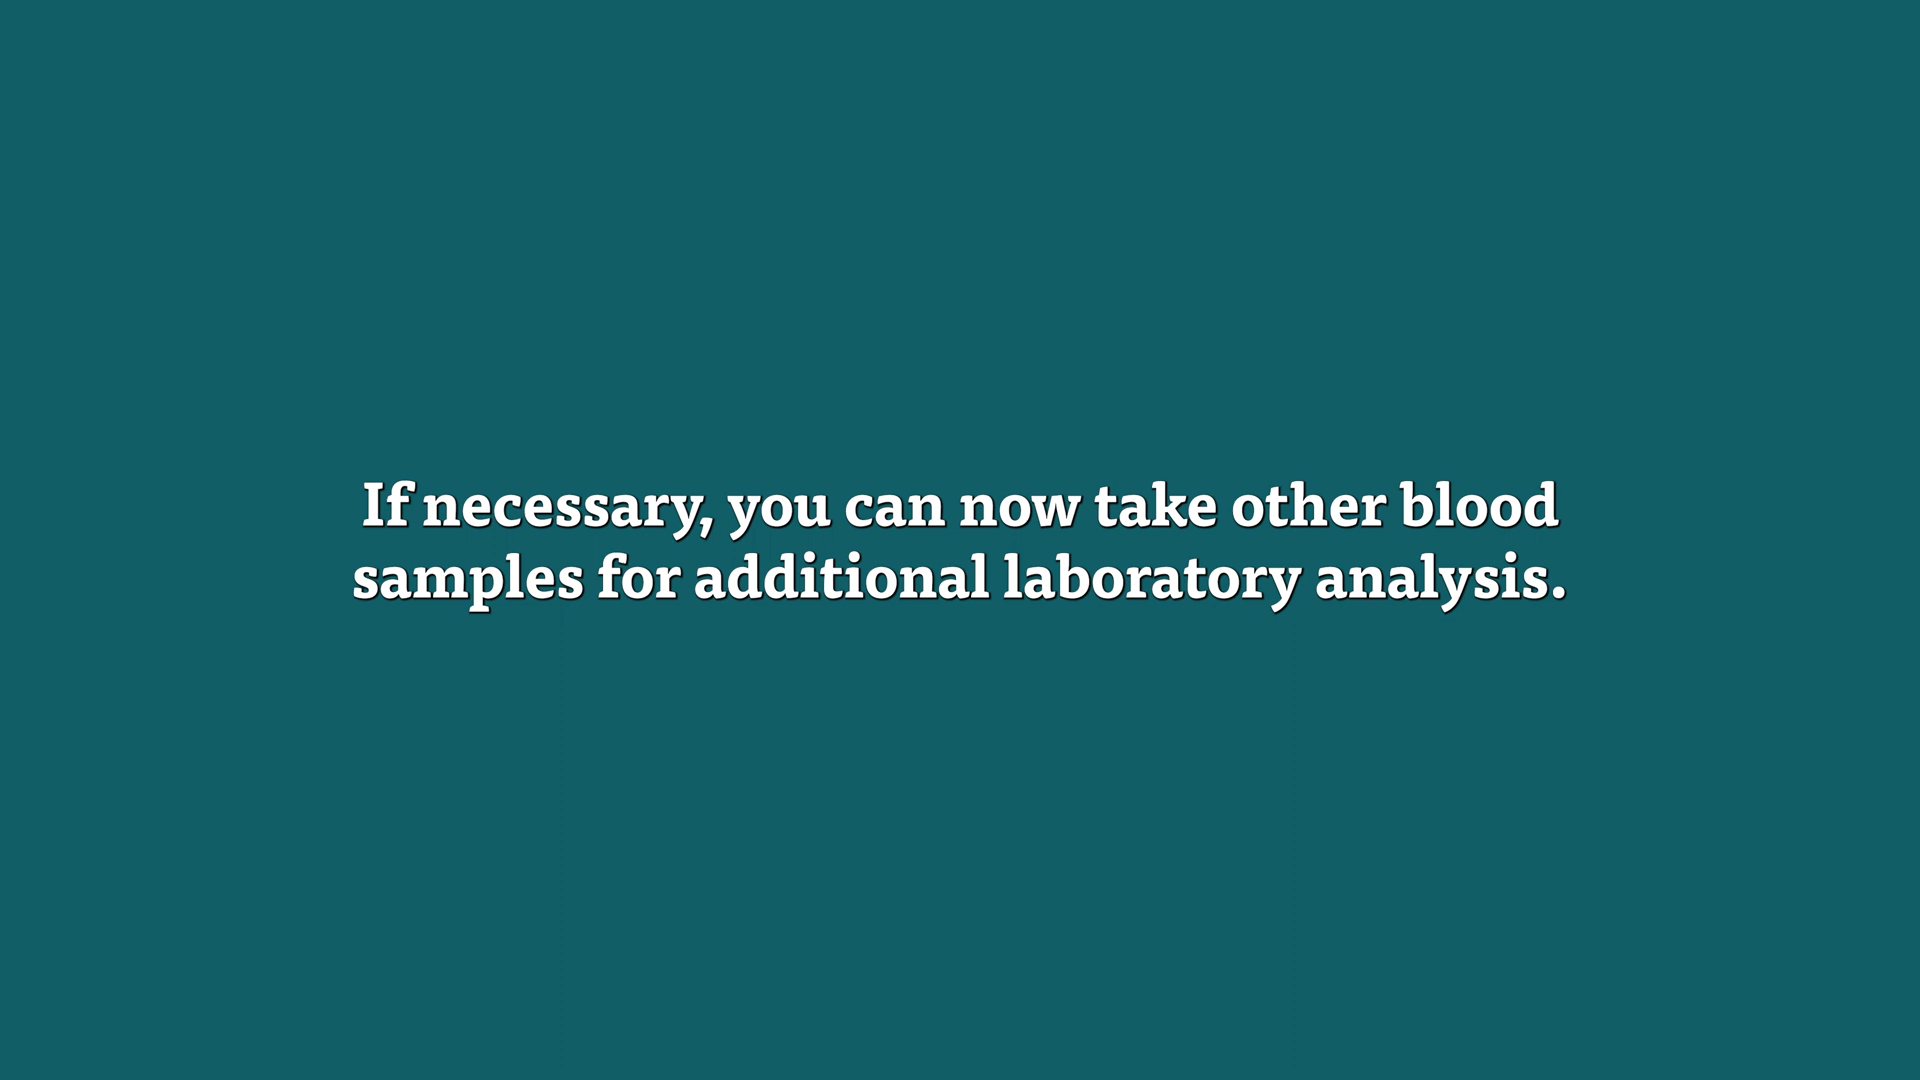 If necessary, you can now take other blood
samples for additional laboratory analysis.